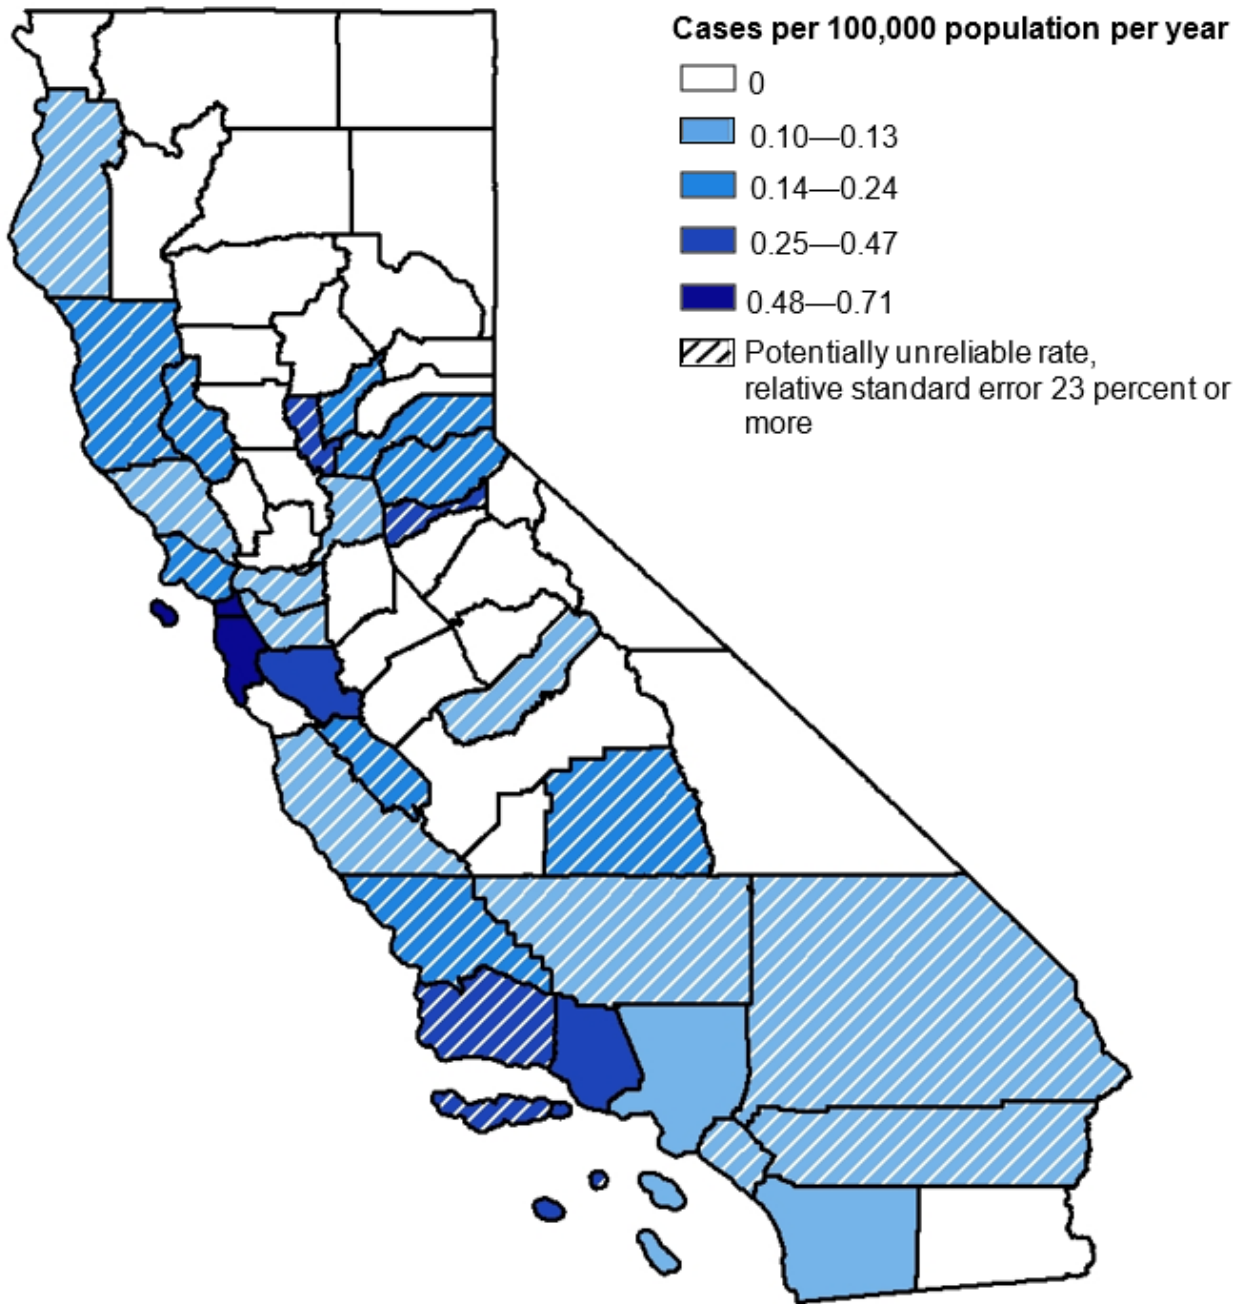 Cases per 100,000 population per year
0
0.10—0.13
0.14—0.24
0.25—0.47
0.48—0.71
Potentially unreliable rate,
relative standard error 23 percent or
more